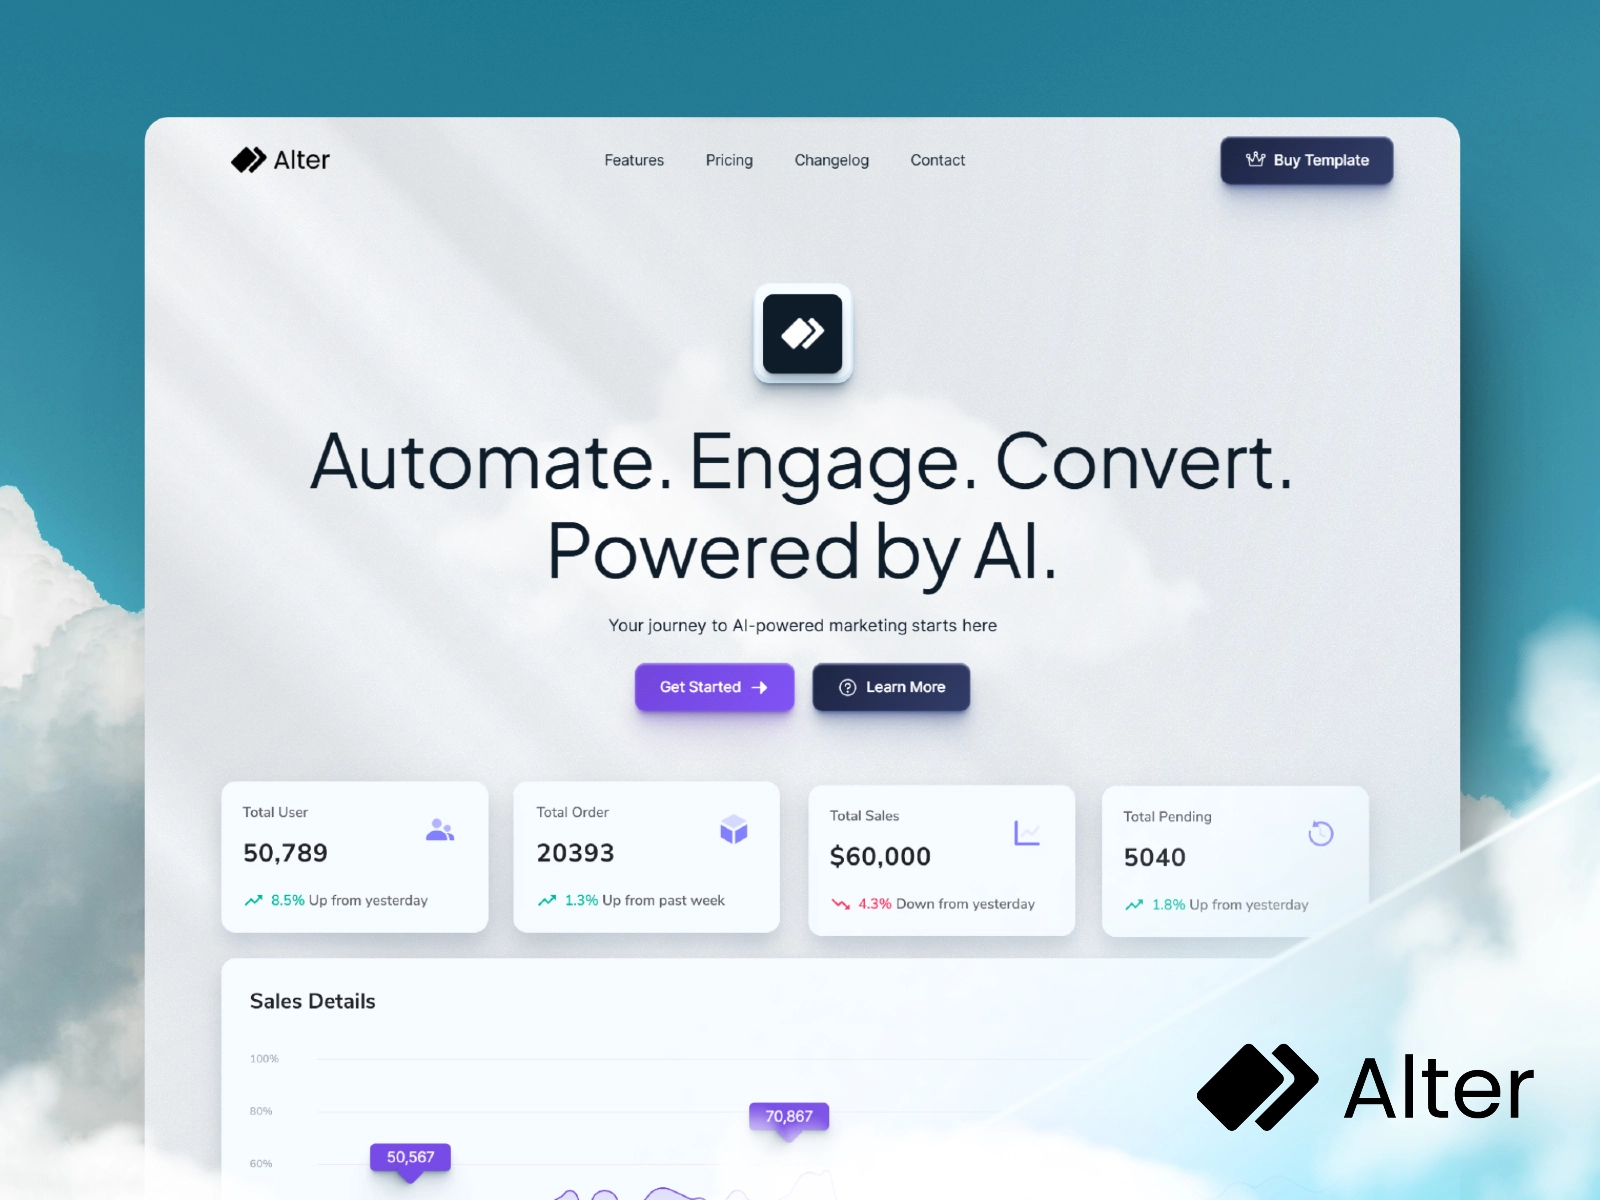 Alter
Features
Pricing
Changelog
Contact
Buy Template
Automate. Engage. Convert.
Powered by AI.
Your journey to AI-powered marketing starts here
Get Started
Learn More
Total User
50,789
8.5% Up from yesterday
Total Order
20393
1.3% Up from past week
Total Sales
$60,000
4.3% Down from yesterday
Total Pending
5040
1.8% Up from yesterday
Sales Details
100%
80%
60%
50,567
70,867
Alter